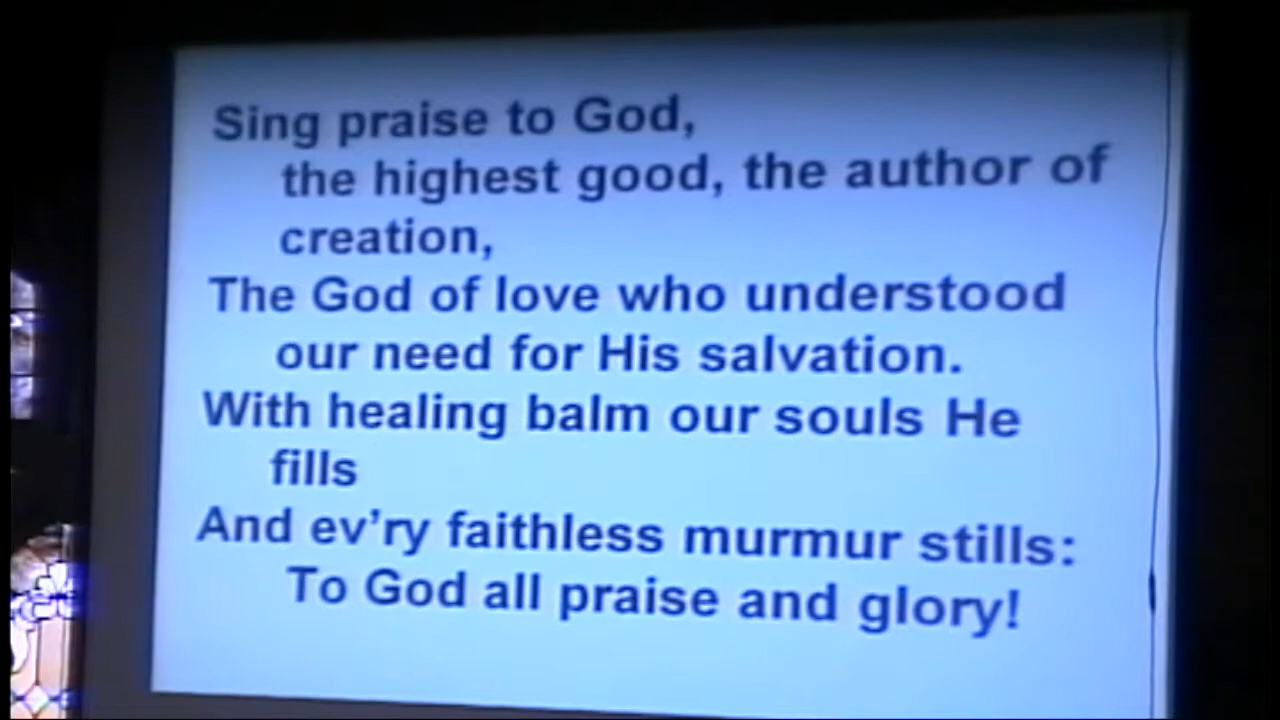 Sing praise to God,
the highest good, the author of
creation,
The God of love who understood
our need for His salvation.
With healing balm our souls He
fills
And ev’ry faithless murmur stills:
To God all praise and glory!